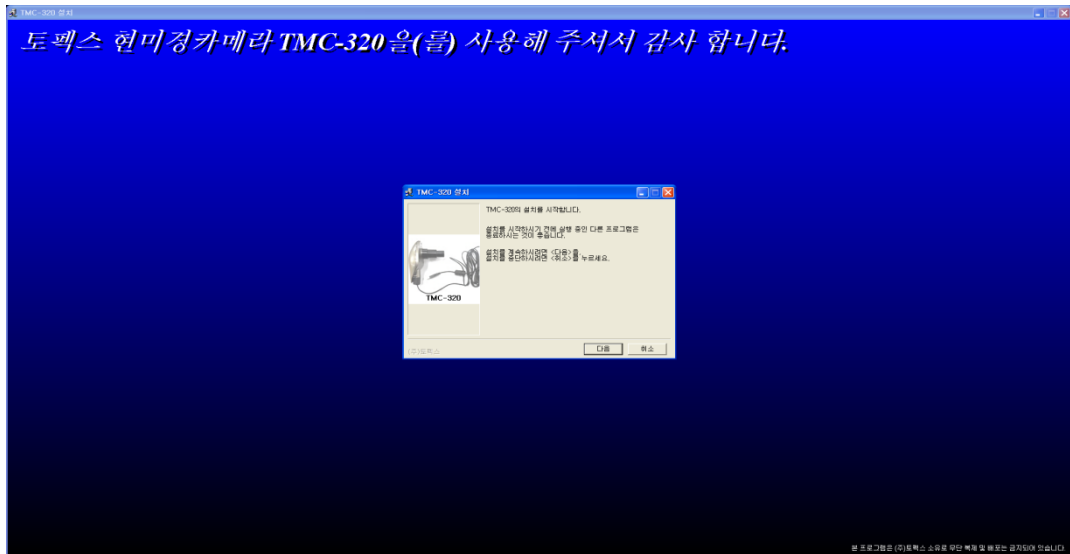 TMC-320 설치
토펙스 현미경카메라 TMC-320을(를) 사용해 주셔서 감사 합니다.
TMC-320 설치
TMC-320의 설치를 시작합니다.
설치를 시작하시기 전에 실행 중인 다른 프로그램은
종료하시는 것이 좋습니다.
설치를 계속하시려면 <다음>을
설치를 중단하시려면 <취소>를 누르세요.
TMC-320
(주)토펙스
다음
취소
본 프로그램은 (주)토펙스 소유로 무단 복제 및 배포는 금지되어 있습니다.